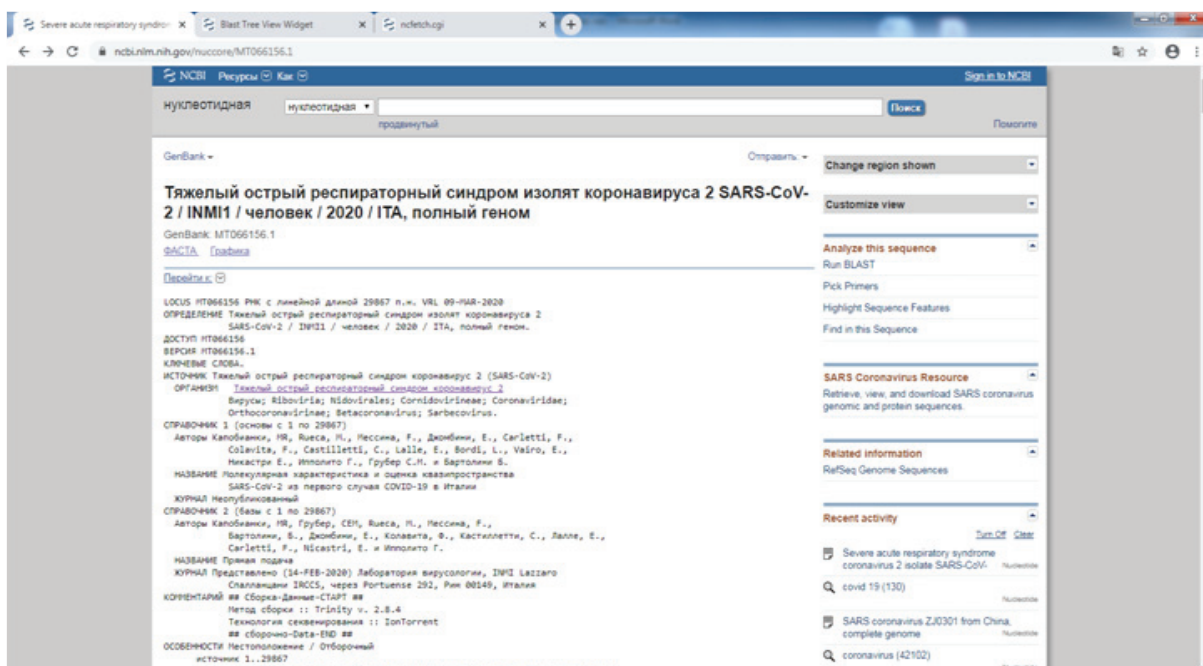 Severe acute respiratory syndron
Blast Tree View Widget
ncfetch.cgi
ncbi.nlm.nih.gov/nuccore/MT066156.1
NCBI Ресурсы Как
Sign in to NCBI
нуклеотидная
нуклеотидная
Поиск
продвинутый
Помогите
GenBank
Отправить:
Тяжелый острый респираторный синдром изолят коронавируса 2 SARS-CoV-
2 / INMI1 / человек / 2020 / ITA, полный геном
GenBank: MT066156.1
ФАСТА Графика
Перейти к:
LOCUS MT066156 РНК с линейной длиной 29867 п.н. VRL 09-MAR-2020
ОПРЕДЕЛЕНИЕ Тяжелый острый респираторный синдром изолят коронавируса 2
SARS-CoV-2 / INMI1 / человек / 2020 / ITA, полный геном.
ДОСТУП MT066156
ВЕРСИЯ MT066156.1
КЛЮЧЕВЫЕ СЛОВА.
ИСТОЧНИК Тяжелый острый респираторный синдром коронавирус 2 (SARS-CoV-2)
ОРГАНИЗМ Тяжелый острый респираторный синдром коронавирус 2
Вирусы; Riboviria; Nidovirales; Cornidovirineae; Coronaviridae;
Orthocoronavirinae; Betacoronavirus; Sarbecovirus.
СПРАВОЧНИК 1 (основы с 1 по 29867)
Авторы Капобианки, MR, Rueca, M., Мессина, F., Джомбини, E., Carletti, F.,
Colavita, F., Castilletti, C., Lalle, E., Bordi, L., Vairo, E.,
Никастри Е., Ипполито Г., Грубер С.М. и Бартолини Б.
НАЗВАНИЕ Молекулярная характеристика и оценка квазипространства
SARS-CoV-2 из первого случая COVID-19 в Италии
ЖУРНАЛ Неопубликованный
СПРАВОЧНИК 2 (базы с 1 по 29867)
Авторы Капобианки, MR, Грубер, CEM, Rueca, M., Мессина, F.,
Бартолини, Б., Джомбини, Е., Колавита, Ф., Кастиллетти, С., Лалле, Е.,
Carletti, F., Nicastri, E. и Ипполито Г.
НАЗВАНИЕ Прямая подача
ЖУРНАЛ Представлено (14-FEB-2020) Лаборатория вирусологии, INMI Lazzaro
Спалланцани IRCCS, через Portuense 292, Рим 00149, Италия
КОММЕНТАРИЙ ## Сборка-Данные-СТАРТ ##
Метод сборки :: Trinity v. 2.8.4
Технология секвенирования :: IonTorrent
## сборочно-Data-END ##
ОСОБЕННОСТИ Местоположение / Отборочный
источник 1..29867
Change region shown
Customize view
Analyze this sequence
Run BLAST
Pick Primers
Highlight Sequence Features
Find in this Sequence
SARS Coronavirus Resource
Retrieve, view, and download SARS coronavirus
genomic and protein sequences.
Related information
RefSeq Genome Sequences
Recent activity
Turn Off Clear
Severe acute respiratory syndrome
coronavirus 2 isolate SARS-CoV- Nucleotide
covid 19 (130)
Nucleotide
SARS coronavirus ZJ0301 from China,
complete genome Nucleotide
coronavirus (42102)